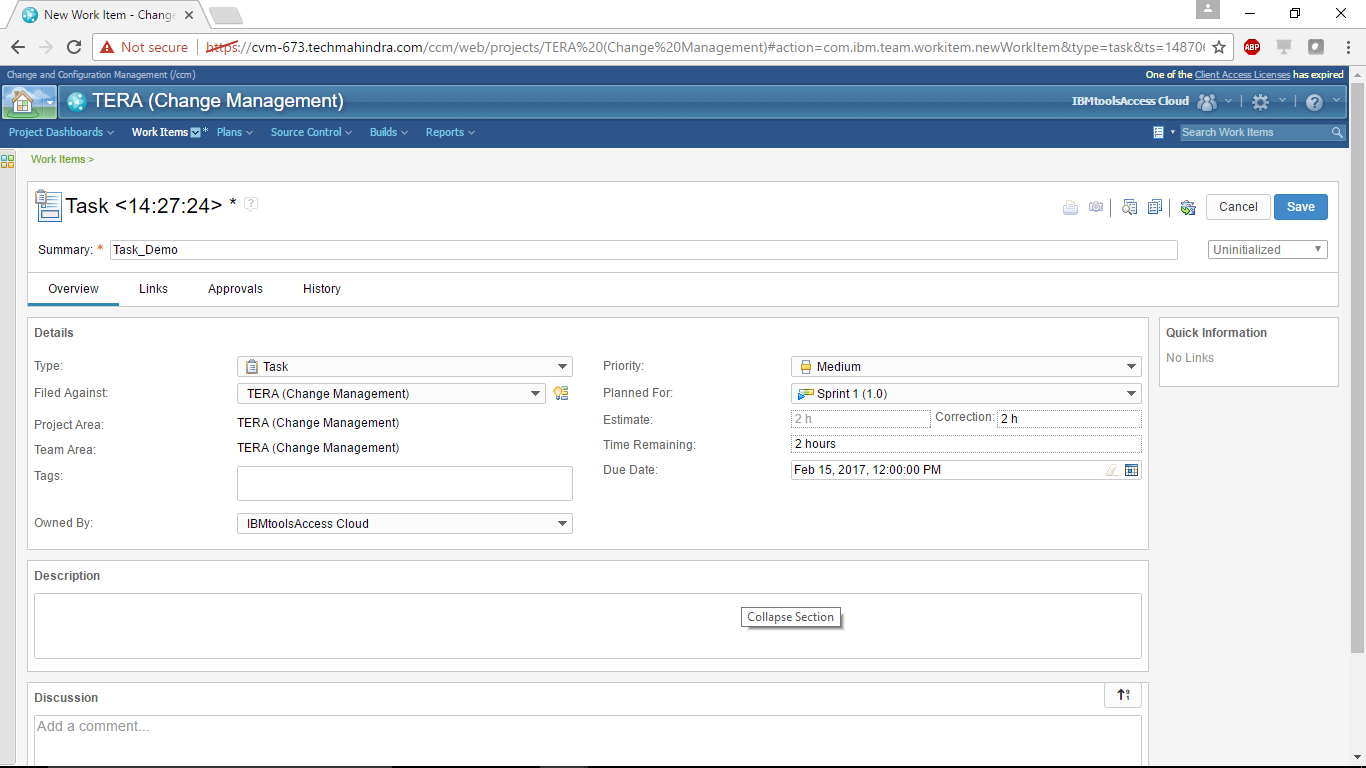 New Work Item - Chang
Not secure https://cvm-673.techmahindra.com/ccm/web/projects/TERA%20(Change%20Management)#action=com.ibm.team.workitem.newWorkItem&type=task&ts=148706
ABP
Change and Configuration Management (/ccm) One of the Client Access Licenses has expired
TERA (Change Management) IBMtoolsAccess Cloud
Project Dashboards Work Items * Plans Source Control Builds Reports Search Work Items
Work Items >
Task <14:27:24> * ? Cancel Save
Summary: * Task_Demo Uninitialized
Overview Links Approvals History
Details Quick Information
Type: Task Priority: Medium No Links
Filed Against: TERA (Change Management) Planned For: Sprint 1 (1.0)
Project Area: TERA (Change Management) Estimate: 2 h Correction: 2 h
Team Area: TERA (Change Management) Time Remaining: 2 hours
Tags: Due Date: Feb 15, 2017, 12:00:00 PM
Owned By: IBMtoolsAccess Cloud
Description
Collapse Section
Discussion
Add a comment...